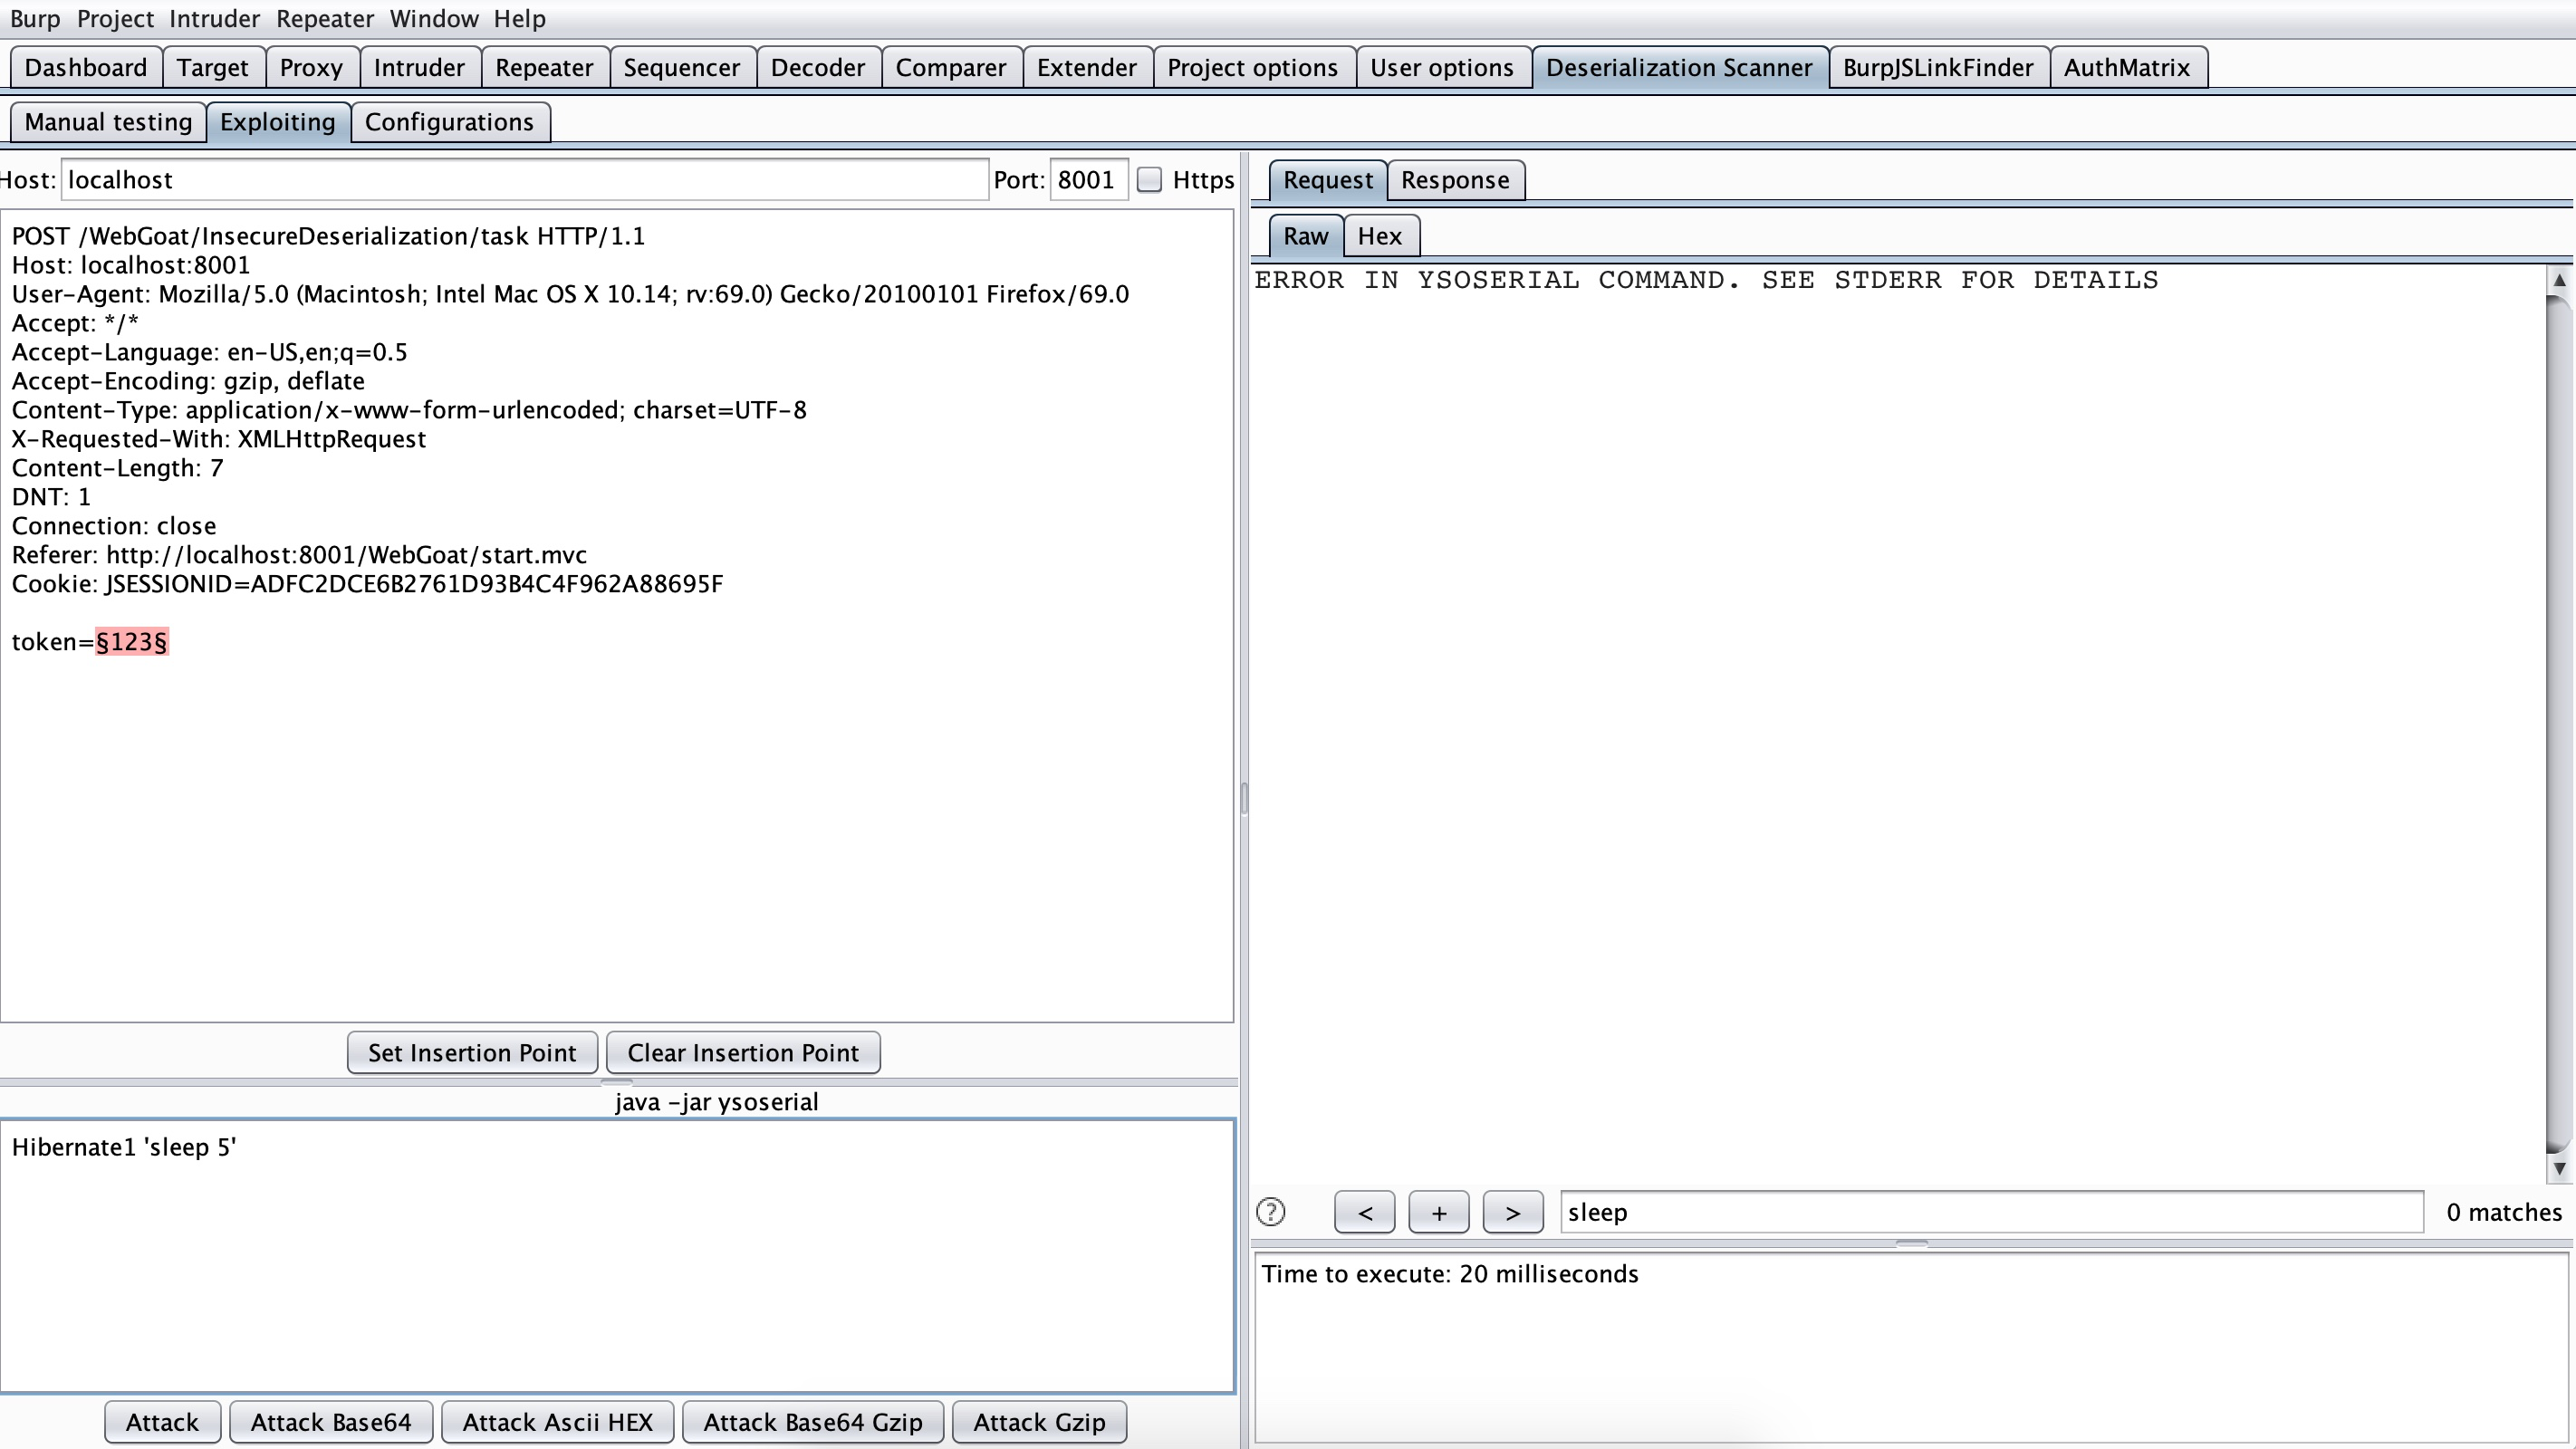 Burp Project Intruder Repeater Window Help
Dashboard Target Proxy Intruder Repeater Sequencer Decoder Comparer Extender Project options User options Deserialization Scanner BurpJSLinkFinder AuthMatrix
Manual testing Exploiting Configurations
Host: localhost Port: 8001 Https
POST /WebGoat/InsecureDeserialization/task HTTP/1.1
Host: localhost:8001
User-Agent: Mozilla/5.0 (Macintosh; Intel Mac OS X 10.14; rv:69.0) Gecko/20100101 Firefox/69.0
Accept: */*
Accept-Language: en-US,en;q=0.5
Accept-Encoding: gzip, deflate
Content-Type: application/x-www-form-urlencoded; charset=UTF-8
X-Requested-With: XMLHttpRequest
Content-Length: 7
DNT: 1
Connection: close
Referer: http://localhost:8001/WebGoat/start.mvc
Cookie: JSESSIONID=ADFC2DCE6B2761D93B4C4F962A88695F
token=§123§
Set Insertion Point Clear Insertion Point
java -jar ysoserial
Hibernate1 'sleep 5'
Attack Attack Base64 Attack Ascii HEX Attack Base64 Gzip Attack Gzip
Request Response
Raw Hex
ERROR IN YSOSERIAL COMMAND. SEE STDERR FOR DETAILS
? < + > sleep 0 matches
Time to execute: 20 milliseconds